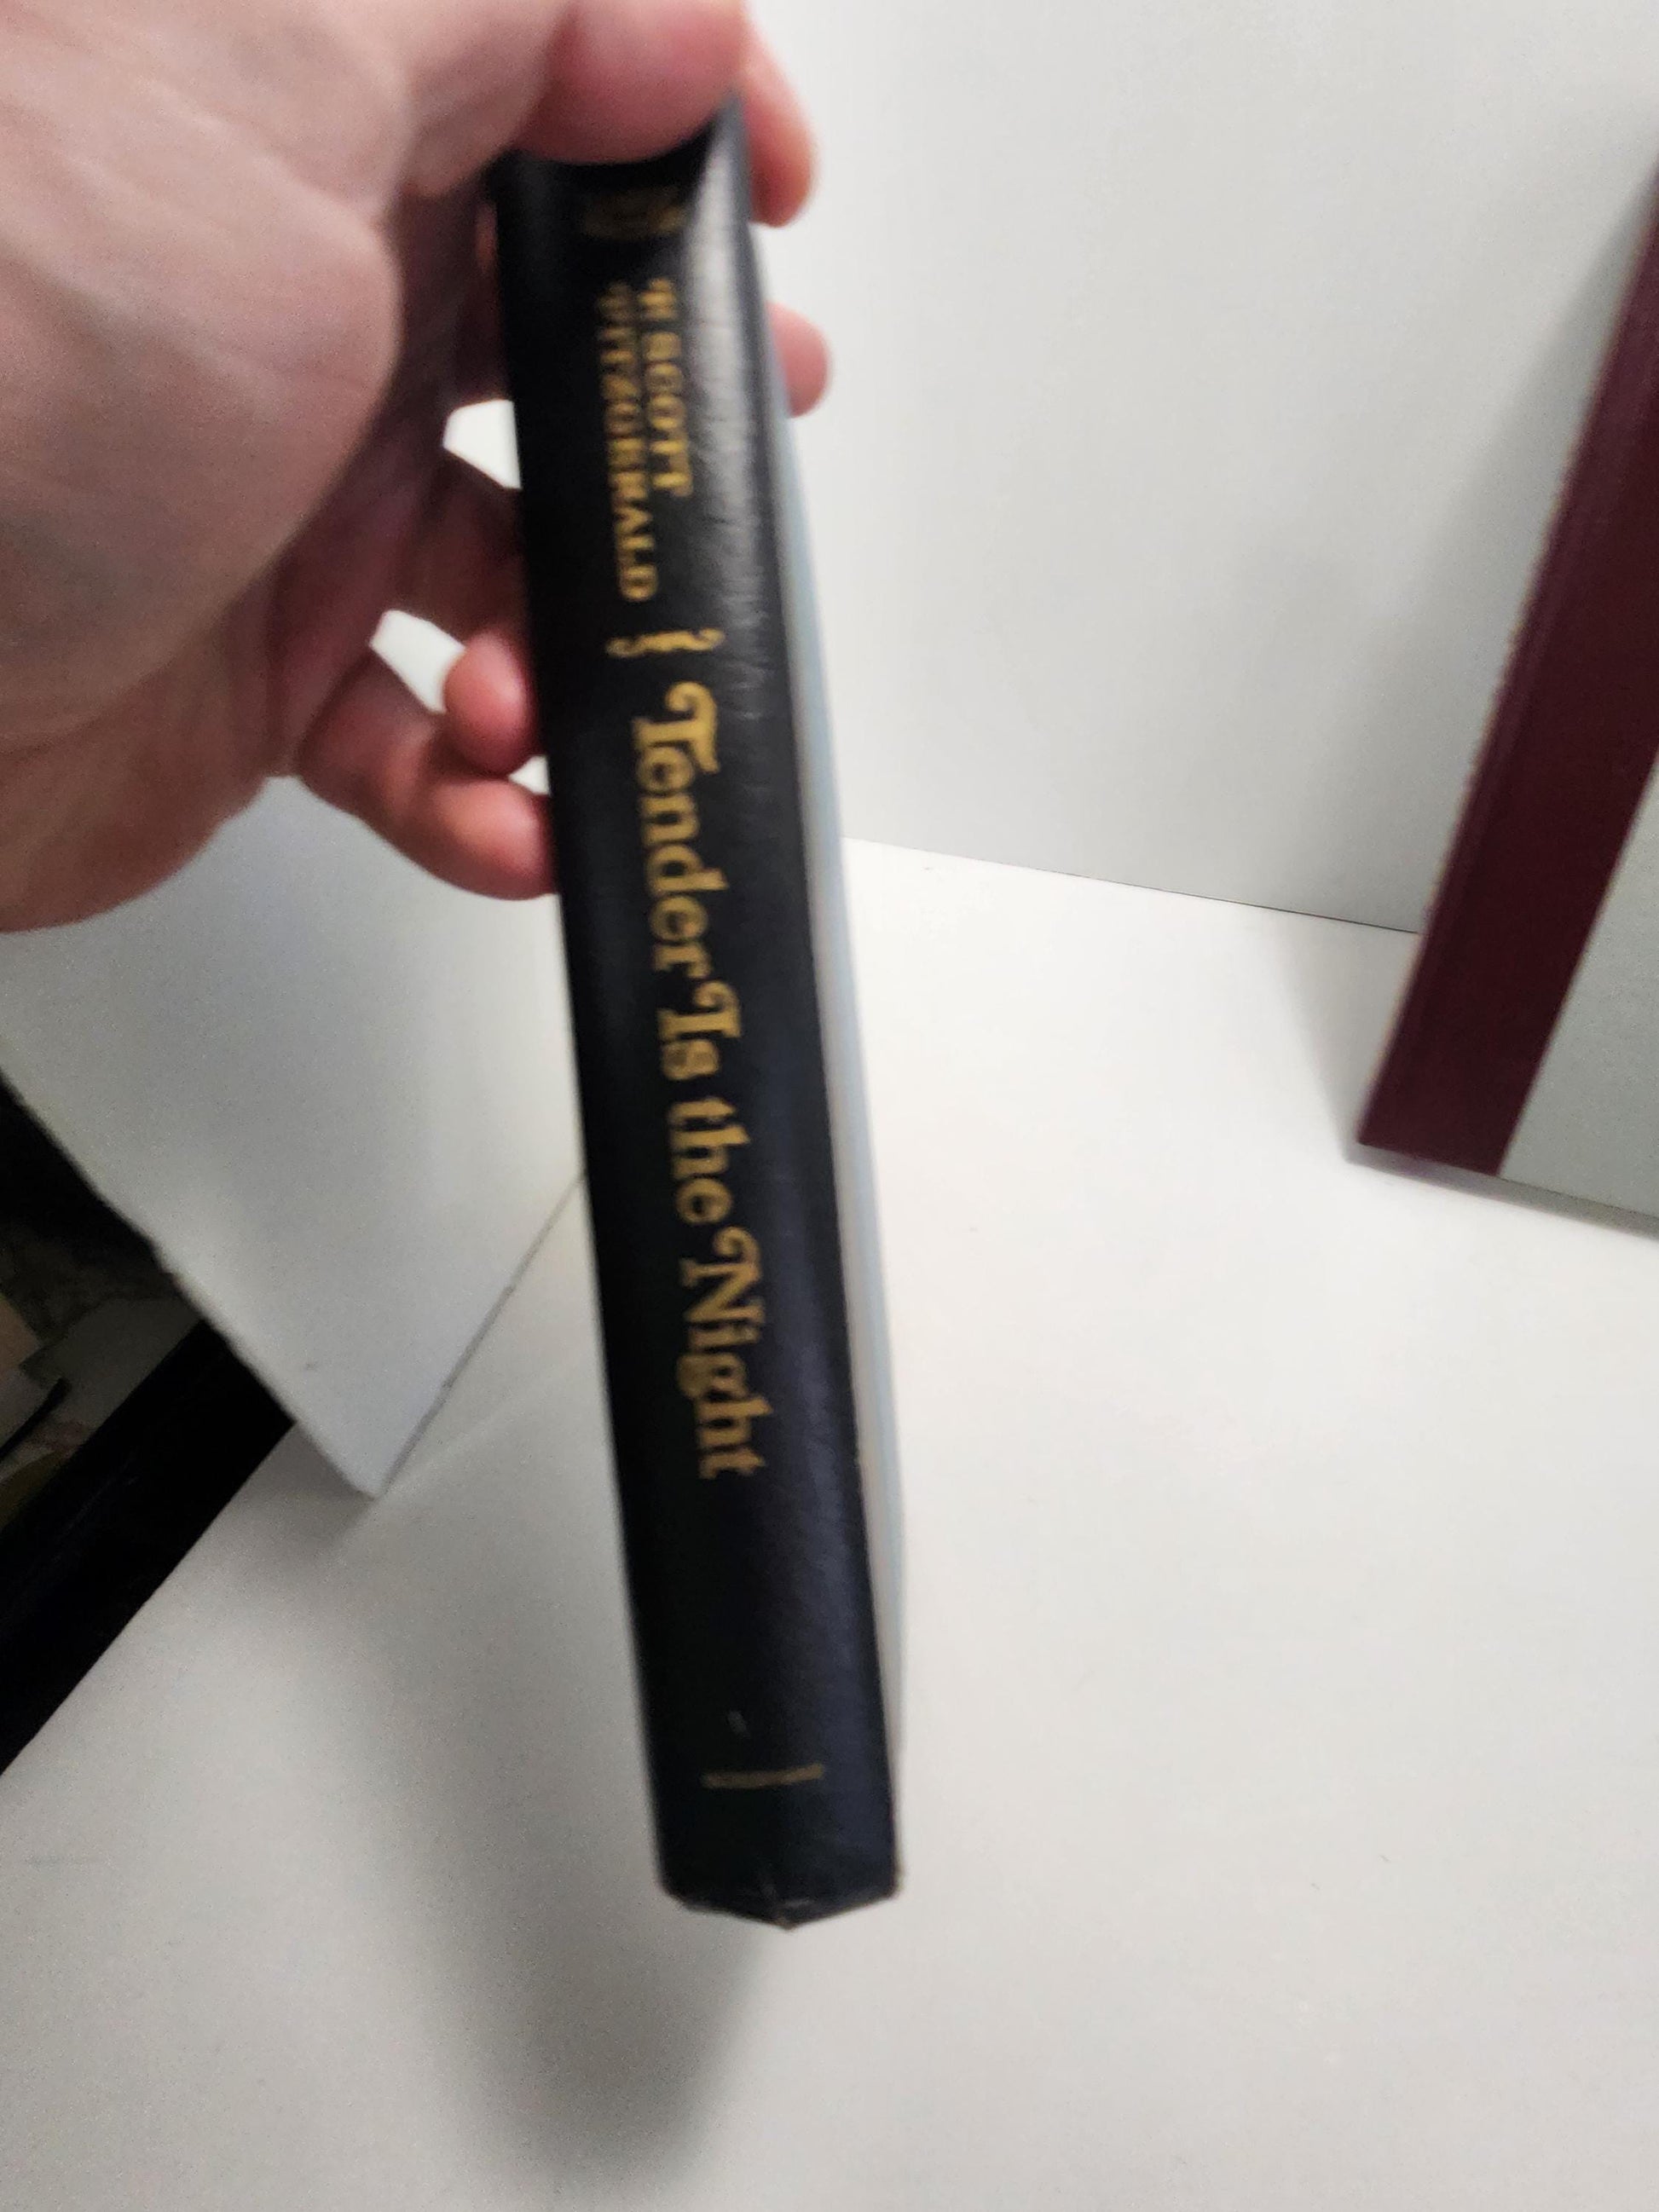 F. SCOTT
FITZGERALD
Tender Is the Night